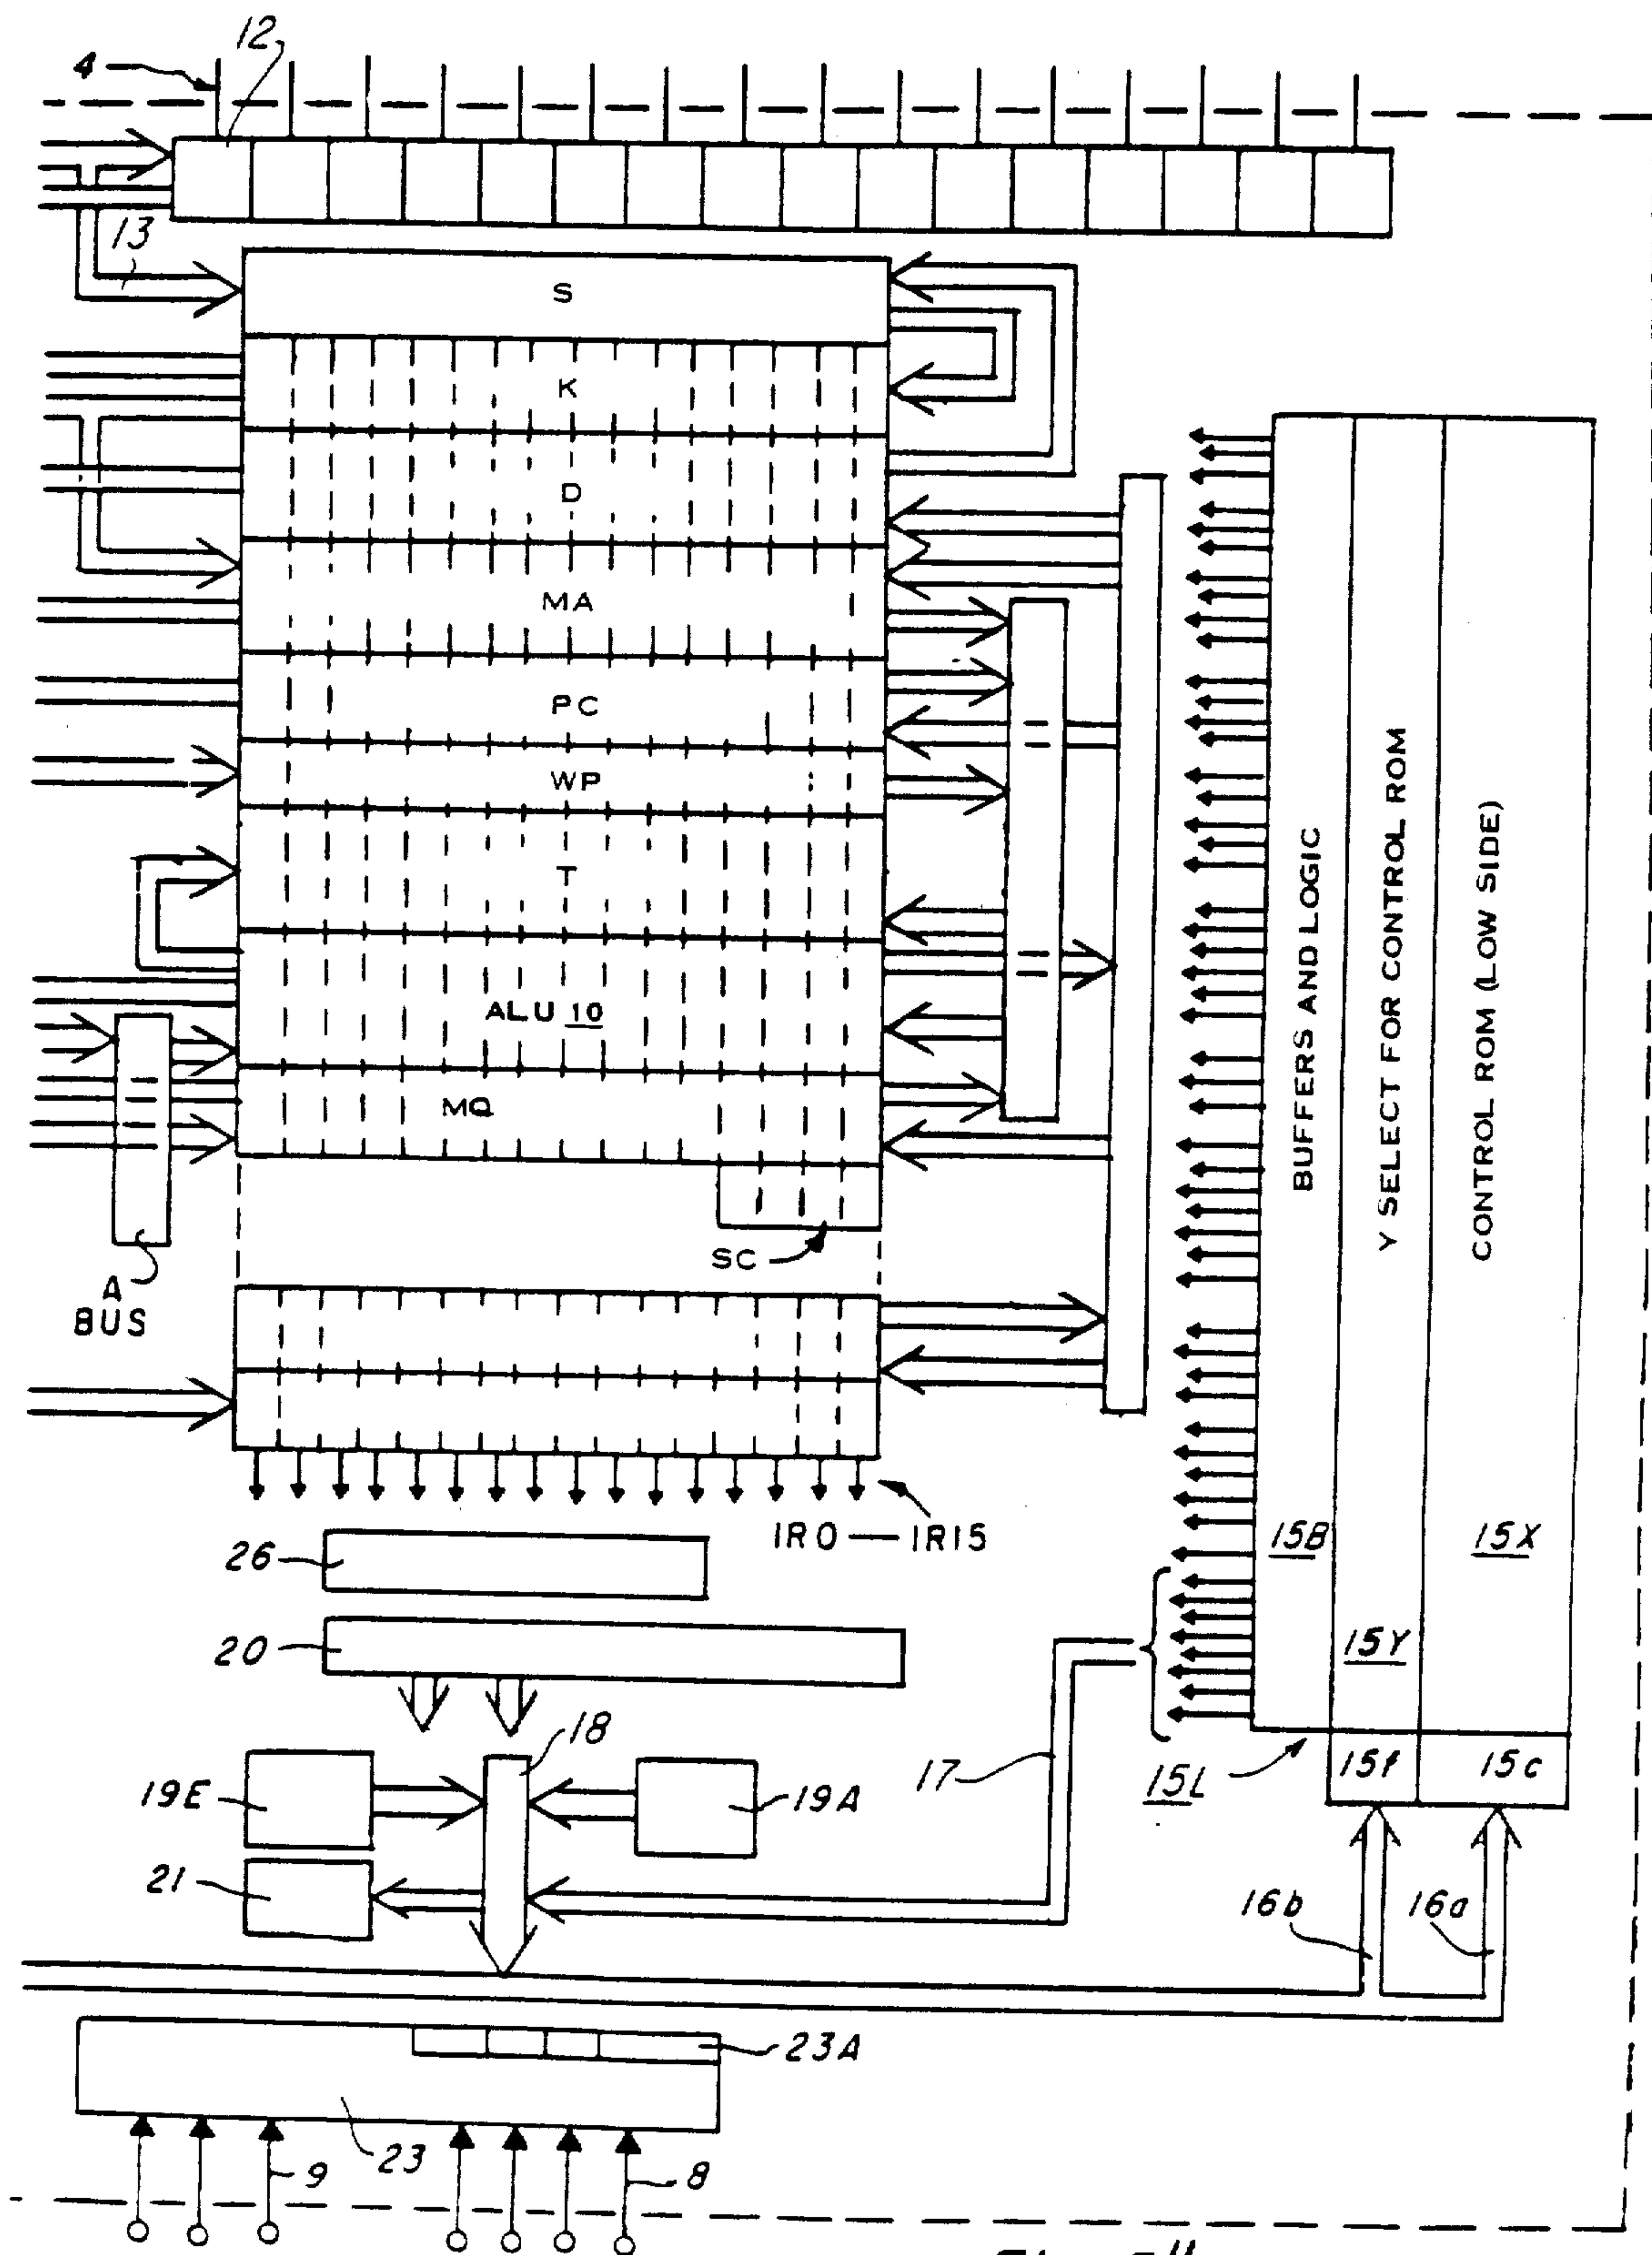 12
4
13
S
K
D
MA
PC
WP
T
ALU 10
MQ
SC
A
BUS
BUFFERS AND LOGIC
Y SELECT FOR CONTROL ROM
CONTROL ROM (LOW SIDE)
IR0 — IR15
15B
15X
26
20
15Y
18
17
15L
15f
15c
19E
19A
21
16b
16a
23A
23
9
8